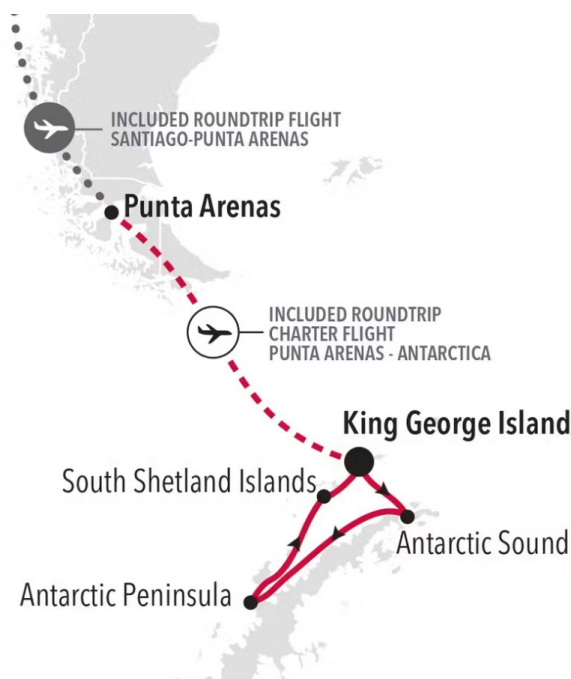 INCLUDED ROUNDTRIP FLIGHT
SANTIAGO-PUNTA ARENAS
Punta Arenas
INCLUDED ROUNDTRIP
CHARTER FLIGHT
PUNTA ARENAS - ANTARCTICA
King George Island
South Shetland Islands
Antarctic Sound
Antarctic Peninsula